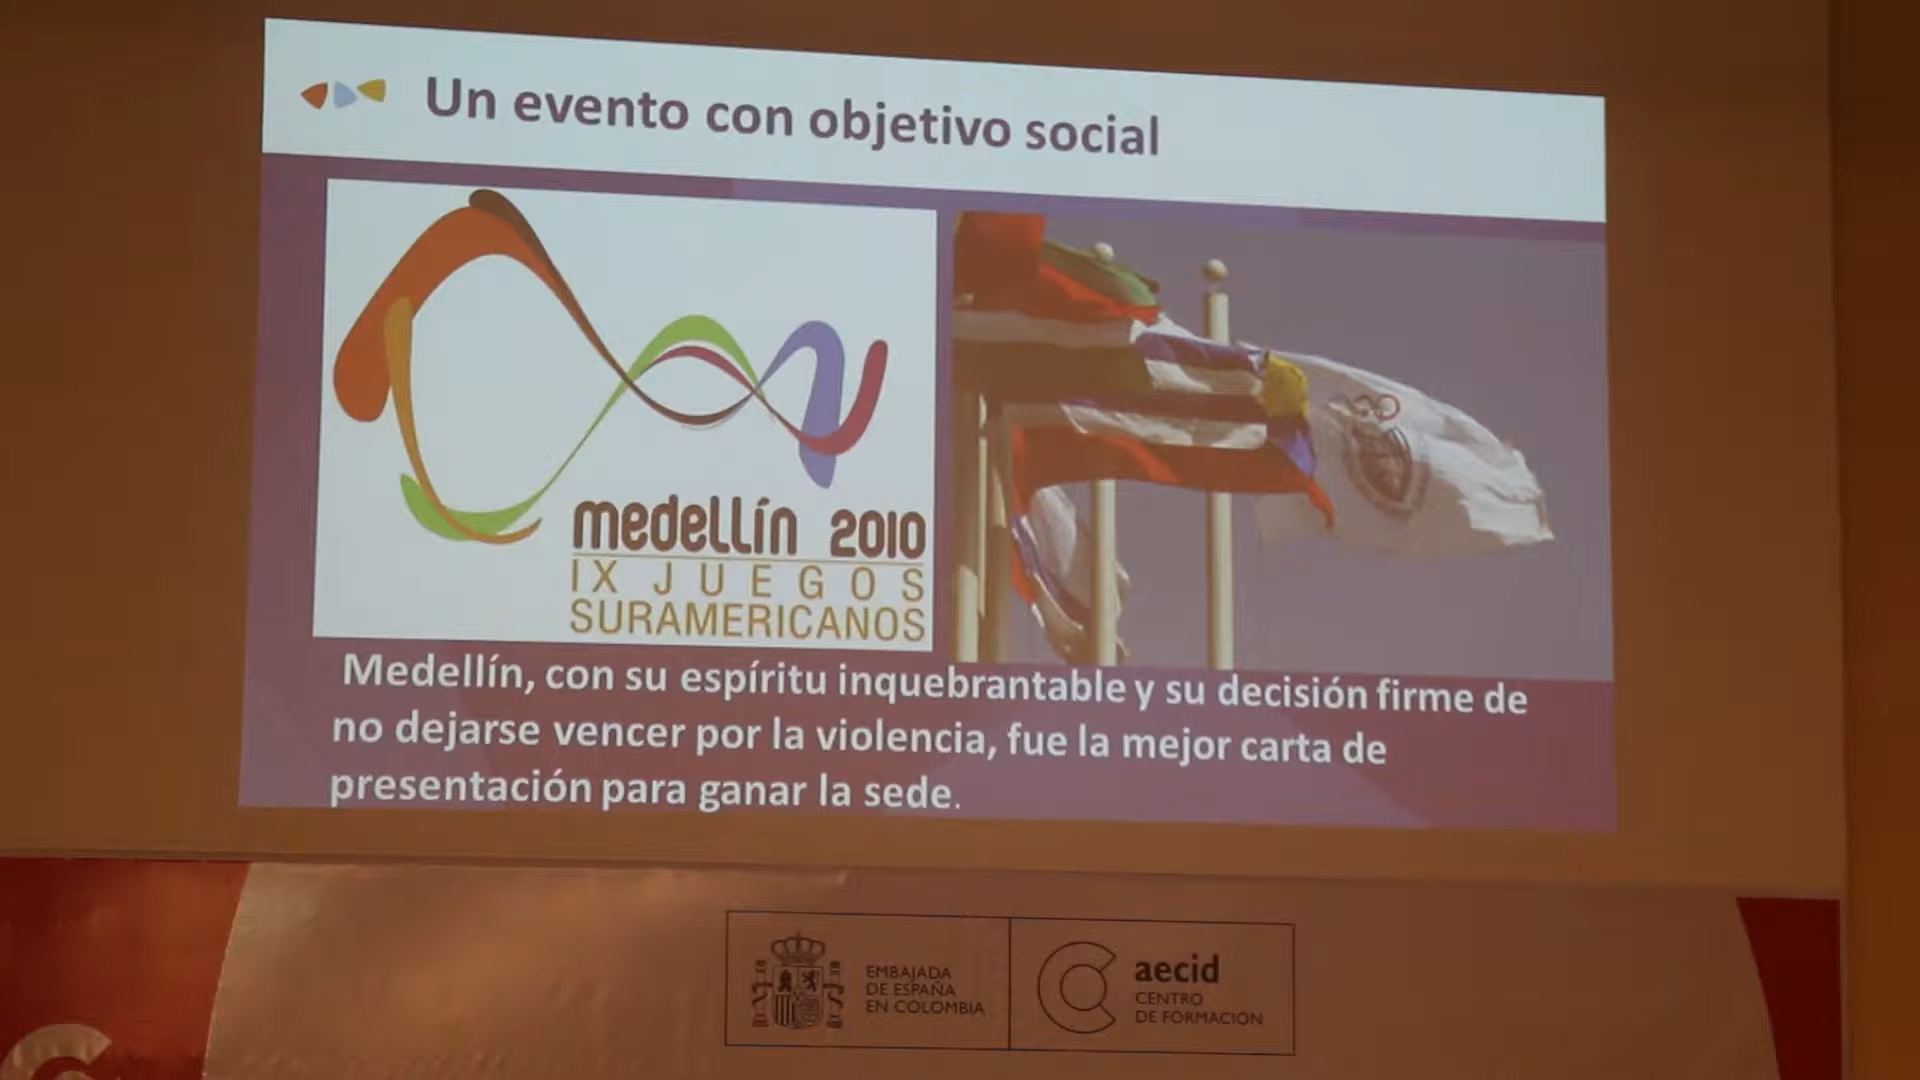 Un evento con objetivo social
medellín 2010
IX JUEGOS
SURAMERICANOS
Medellín, con su espíritu inquebrantable y su decisión firme de
no dejarse vencer por la violencia, fue la mejor carta de
presentación para ganar la sede.
EMBAJADA
DE ESPAÑA
EN COLOMBIA
aecid
CENTRO
DE FORMACIÓN